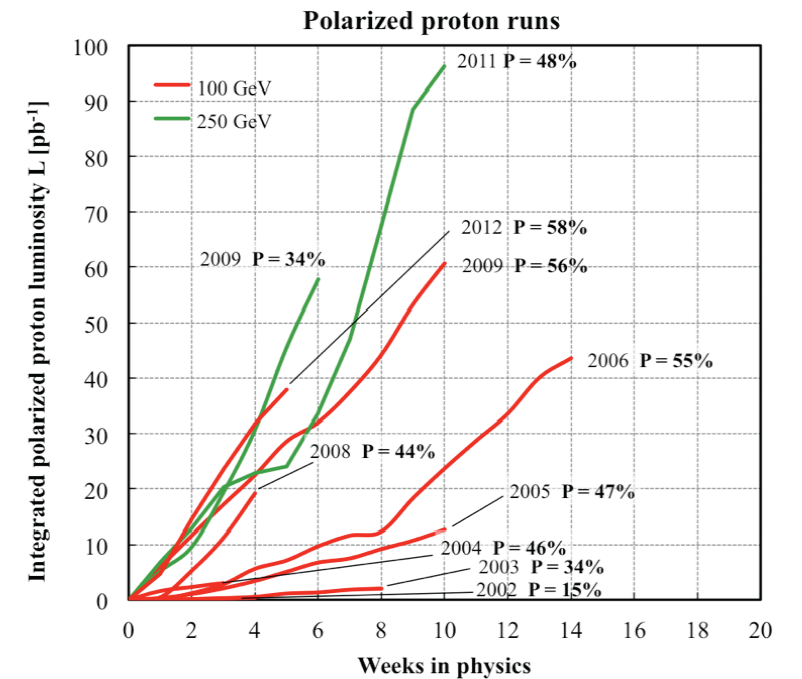 Polarized proton runs
Integrated polarized proton luminosity L [pb⁻¹]
100
90
80
70
60
50
40
30
20
10
0
100 GeV
250 GeV
2011 P = 48%
2012 P = 58%
2009 P = 34%
2009 P = 56%
2006 P = 55%
2008 P = 44%
2005 P = 47%
2004 P = 46%
2003 P = 34%
2002 P = 15%
0 2 4 6 8 10 12 14 16 18 20
Weeks in physics